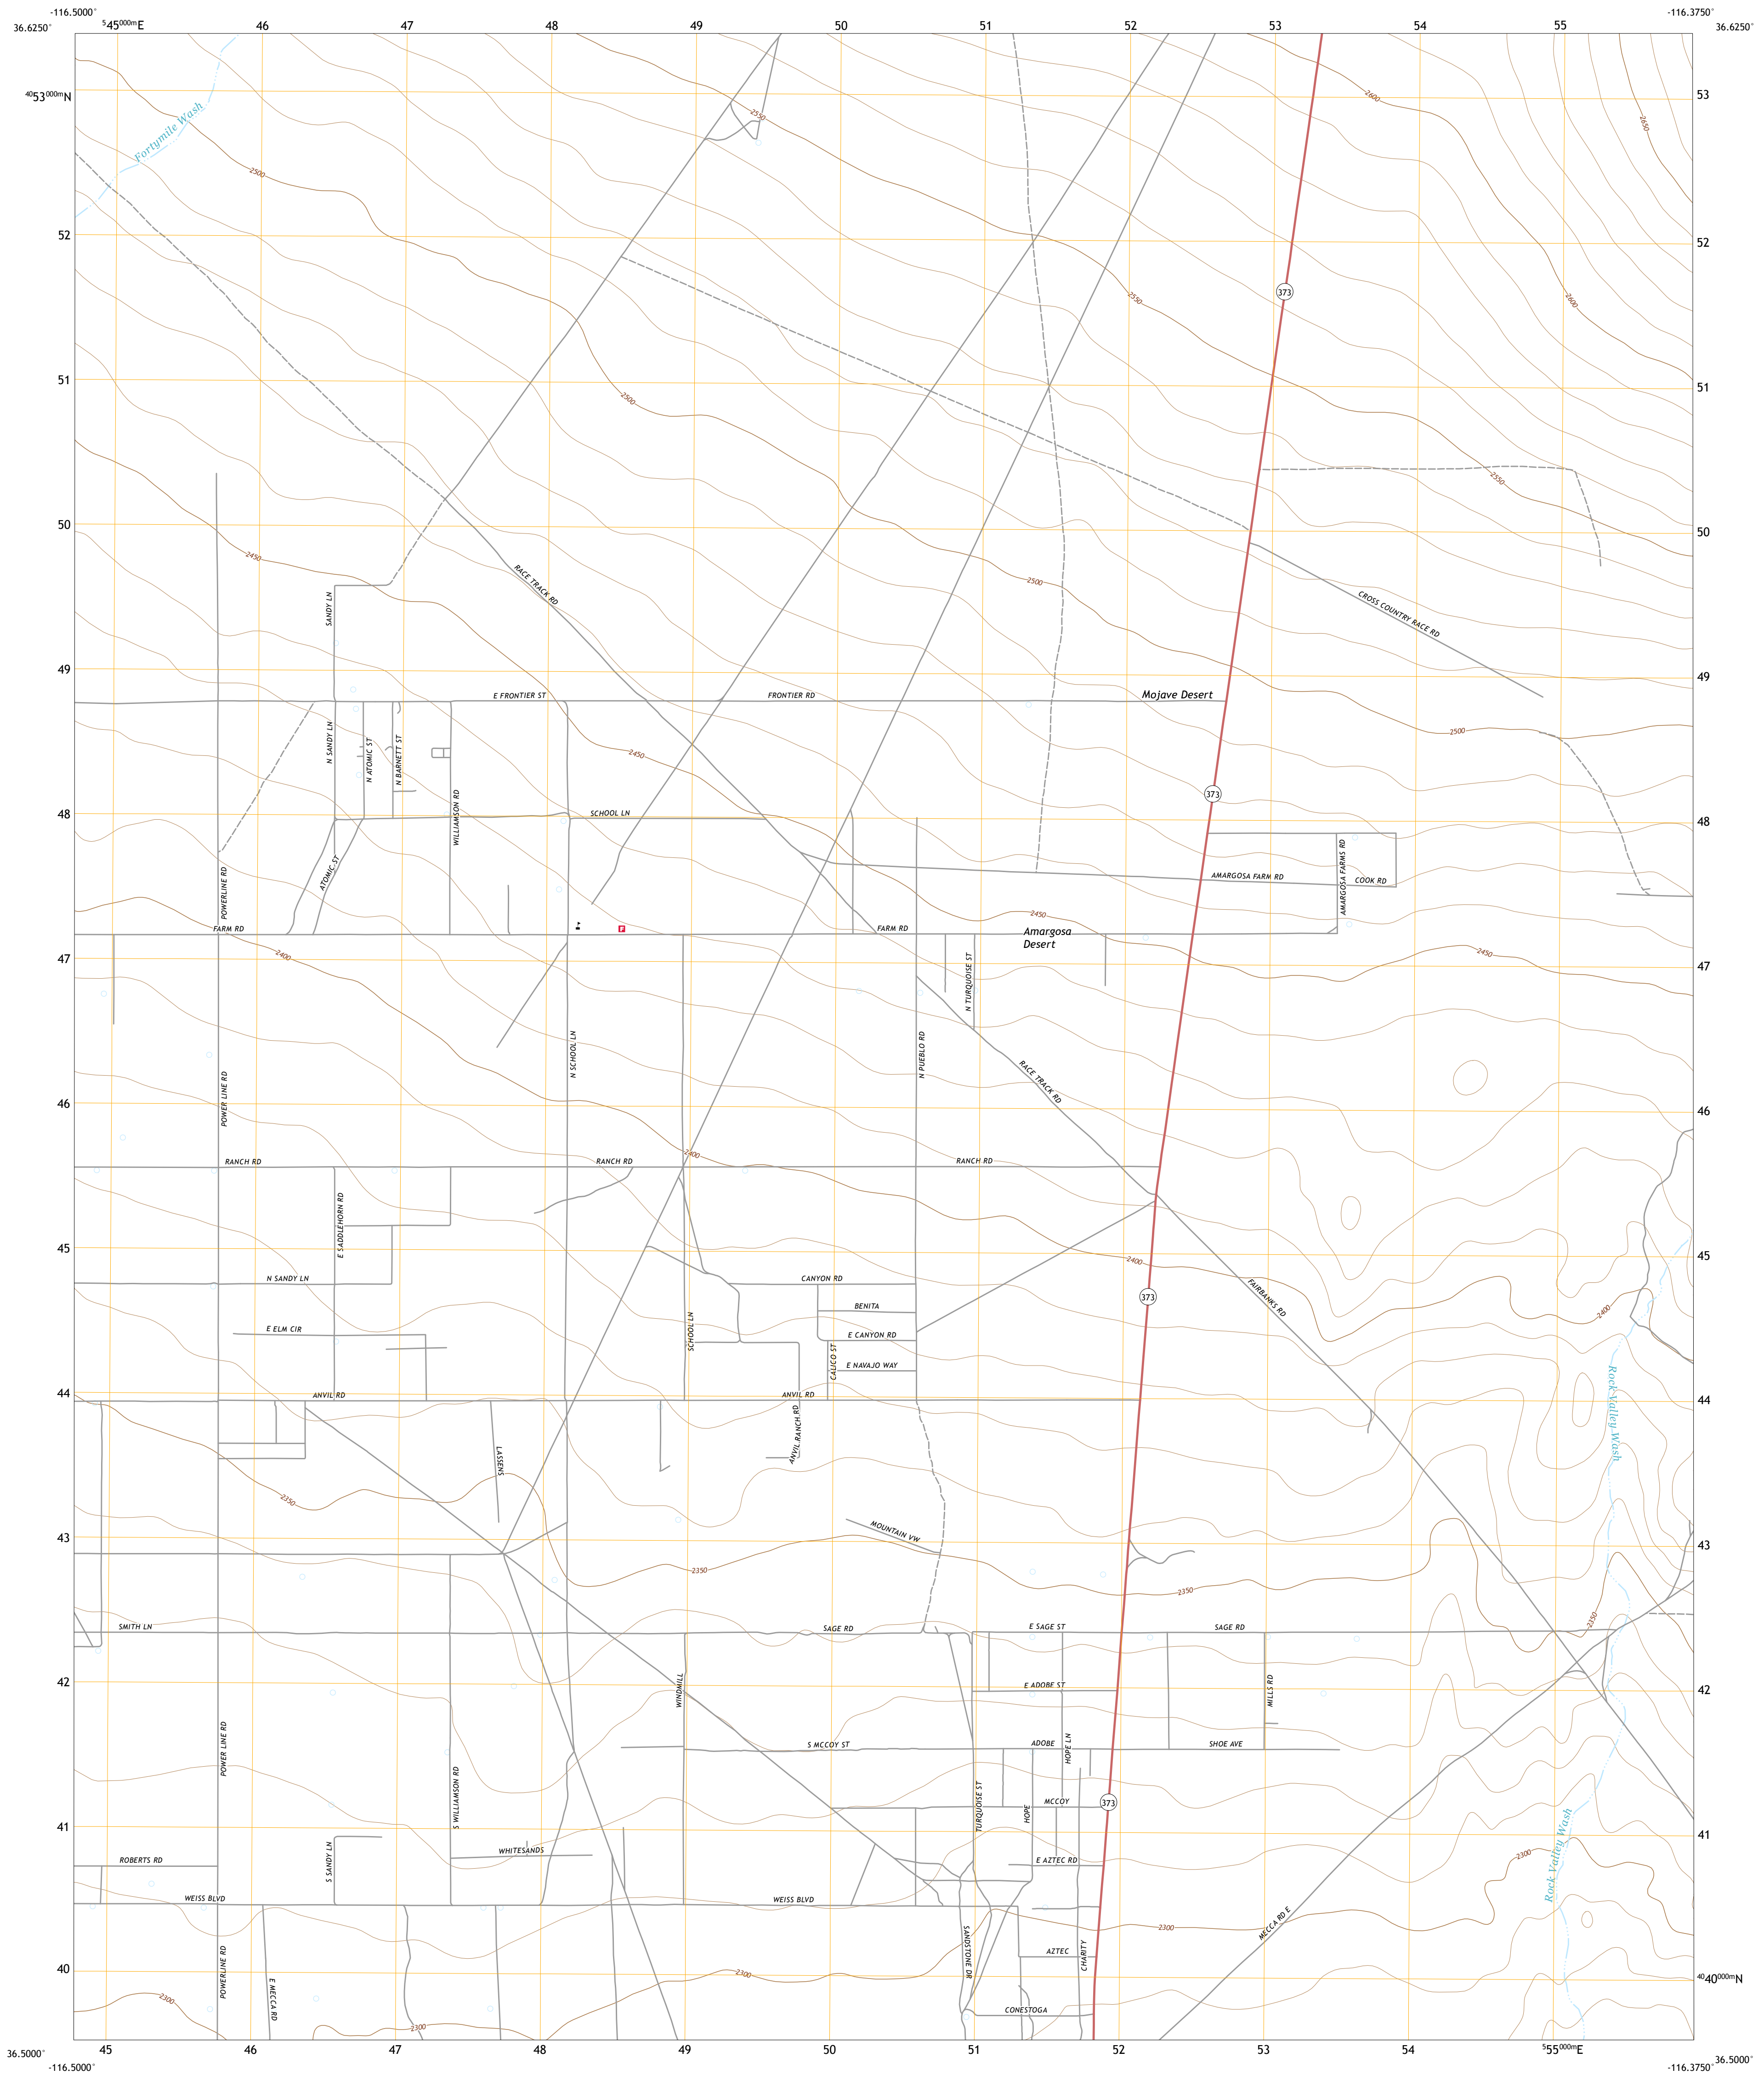 -116.5000°
-116.3750°
36.6250°
⁵45⁰⁰⁰ᵐE
46
47
48
49
50
51
52
53
54
55
36.6250°
⁴⁰53⁰⁰⁰ᵐN
53
Fortymile Wash
2550
2600
2650
2500
52
52
373
2550
2600
51
51
2500
2550
50
50
2450
RACE TRACK RD
2500
SANDY LN
CROSS COUNTRY RACE RD
49
49
E FRONTIER ST
FRONTIER RD
Mojave Desert
2500
N SANDY LN
N ATOMIC ST
N BARNETT ST
2450
373
48
WILLIAMSON RD
SCHOOL LN
48
ATOMIC ST
POWERLINE RD
AMARGOSA FARM RD
AMARGOSA FARMS RD
COOK RD
2450
FARM RD
FARM RD
Amargosa
Desert
F
2400
2450
47
47
N TURQUOISE ST
N SCHOOL LN
N PUEBLO RD
POWER LINE RD
RACE TRACK RD
46
46
2400
RANCH RD
RANCH RD
RANCH RD
E SADDLEHORN RD
45
45
2400
N SANDY LN
CANYON RD
373
FAIRBANKS RD
BENITA
2400
E ELM CIR
SCHOOL LN
E CANYON RD
CALICO ST
E NAVAJO WAY
44
44
ANVIL RD
ANVIL RD
Rock Valley Wash
ANVIL RANCH RD
LASSENS
2350
43
MOUNTAIN VW
43
2350
2350
2350
SMITH LN
SAGE RD
E SAGE ST
SAGE RD
42
WINDMILL
E ADOBE ST
MILLS RD
42
POWER LINE RD
S MCCOY ST
ADOBE
HOPE LN
SHOE AVE
S WILLIAMSON RD
TURQUOISE ST
HOPE
MCCOY
373
41
41
S SANDY LN
WHITESANDS
ROBERTS RD
E AZTEC RD
2300
Rock Valley Wash
WEISS BLVD
WEISS BLVD
2300
MECCA RD E
SANDSTONE DR
AZTEC
CHARITY
40
POWERLINE RD
E MECCA RD
2300
⁴⁰40⁰⁰⁰ᵐN
2300
CONESTOGA
2300
36.5000°
45
46
47
48
49
50
51
52
53
54
⁵55⁰⁰⁰ᵐE
36.5000°
-116.5000°
-116.3750°